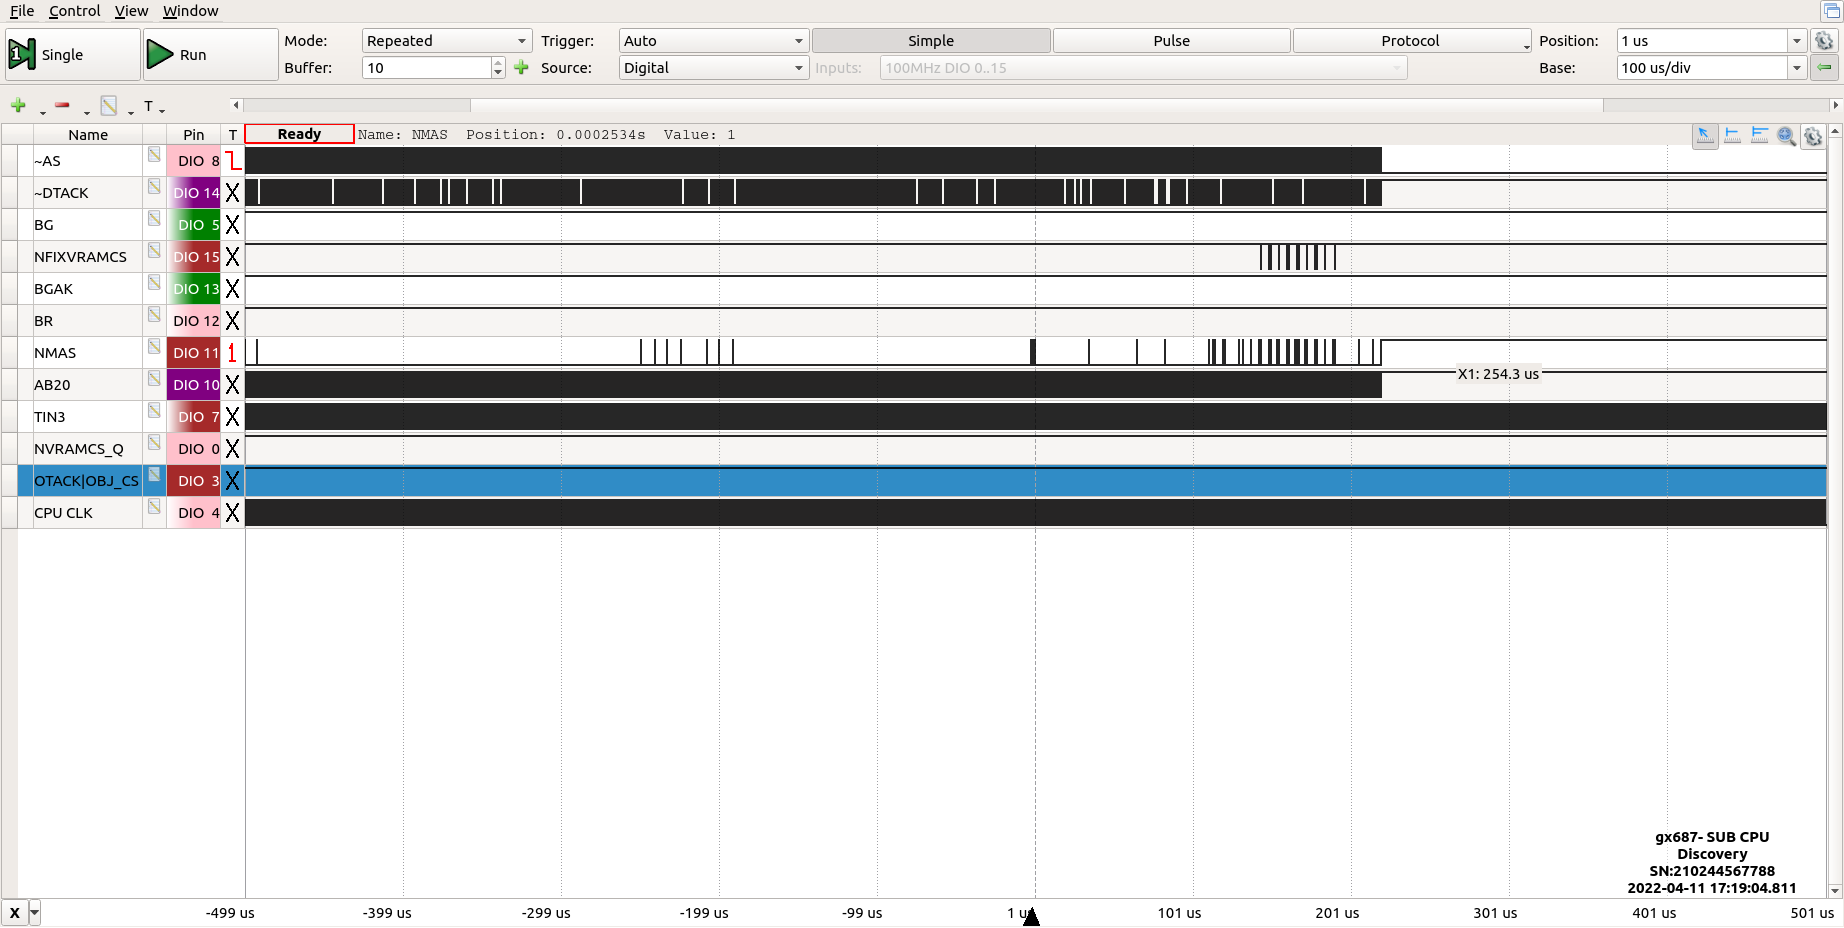 File Control View Window
Single Run Mode: Repeated Trigger: Auto Simple Pulse Protocol Position: 1 us
Buffer: 10 Source: Digital Inputs: 100MHz DIO 0..15 Base: 100 us/div
T
Name Pin T Ready Name: NMAS Position: 0.0002534s Value: 1
~AS DIO 8
~DTACK DIO 14 X
BG DIO 5 X
NFIXVRAMCS DIO 15 X
BGAK DIO 13 X
BR DIO 12 X
NMAS DIO 11 1
X1: 254.3 us
AB20 DIO 10 X
TIN3 DIO 7 X
NVRAMCS_Q DIO 0 X
OTACK|OBJ_CS DIO 3 X
CPU CLK DIO 4 X
gx687- SUB CPU
Discovery
SN:210244567788
2022-04-11 17:19:04.811
X -499 us -399 us -299 us -199 us -99 us 1 us 101 us 201 us 301 us 401 us 501 us